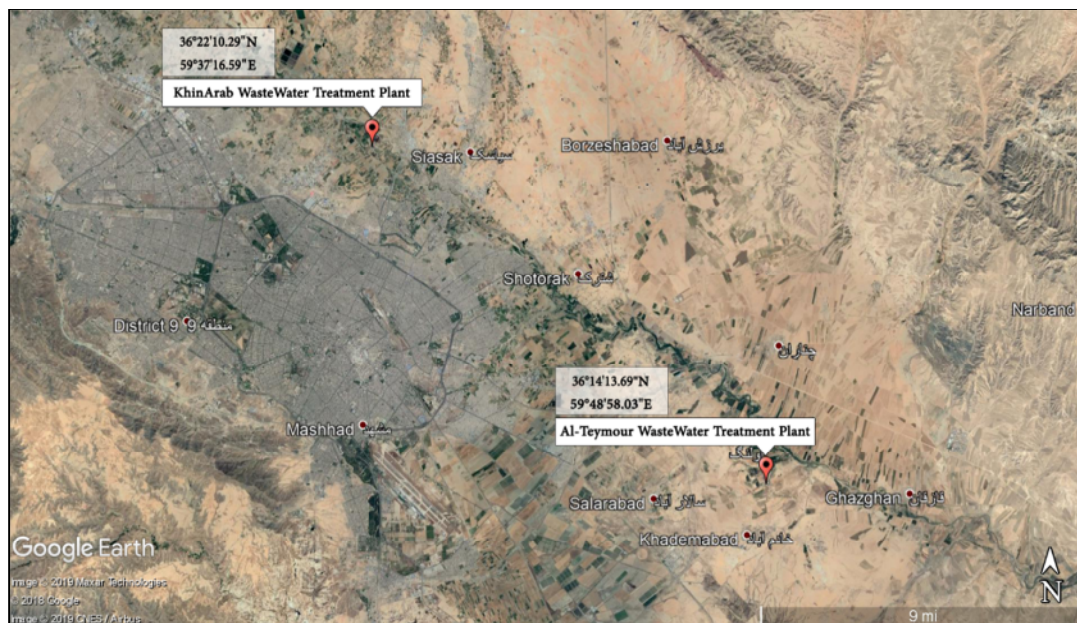 36°22'10.29"N
59°37'16.59"E
KhinArab WasteWater Treatment Plant
Siasak سیاسک
Borzeshabad برزش آباد
Shotorak شترک
Narband
District 9 منطقه 9
چناران
36°14'13.69"N
59°48'58.03"E
Mashhad مشهد
Al-Teymour WasteWater Treatment Plant
Salarabad سالار آباد
Ghazghan قازقان
Khademabad خادم آباد
Google Earth
Image © 2019 Maxar Technologies
© 2018 Google
Image © 2019 CNES / Airbus
N
9 mi